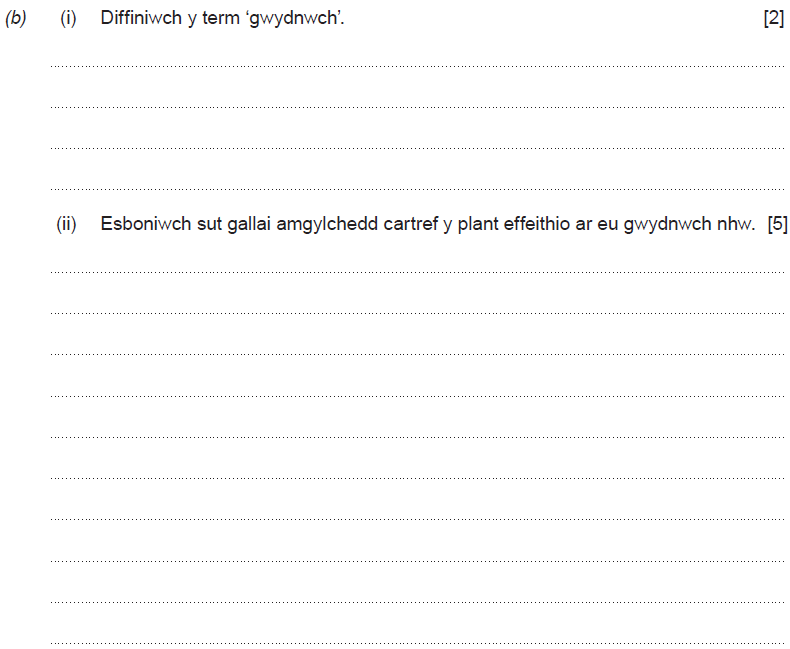 (b) (i) Diffiniwch y term ‘gwydnwch’. [2]
(ii) Esboniwch sut gallai amgylchedd cartref y plant effeithio ar eu gwydnwch nhw. [5]